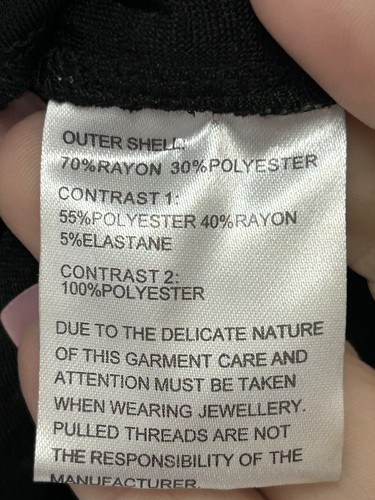 OUTER SHELL:
70%RAYON 30%POLYESTER
CONTRAST 1:
55%POLYESTER 40%RAYON
5%ELASTANE
CONTRAST 2:
100%POLYESTER
DUE TO THE DELICATE NATURE
OF THIS GARMENT CARE AND
ATTENTION MUST BE TAKEN
WHEN WEARING JEWELLERY.
PULLED THREADS ARE NOT
THE RESPONSIBILITY OF THE
MANUFACTURER.